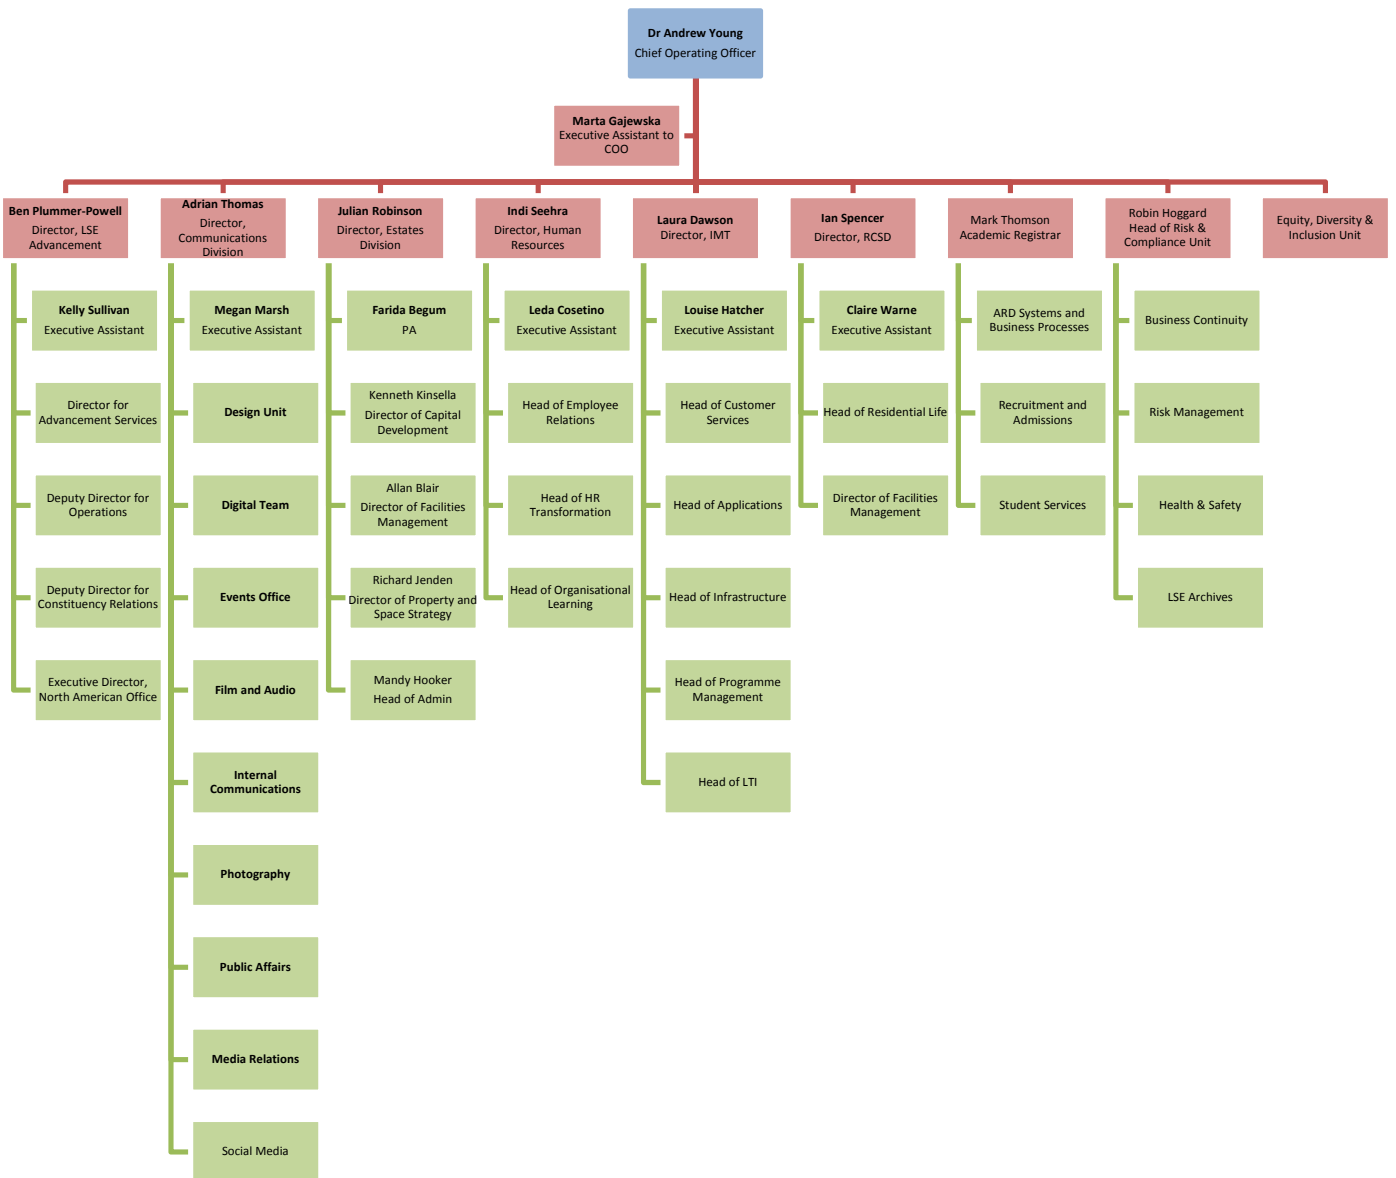 Dr Andrew Young
Chief Operating Officer
Marta Gajewska
Executive Assistant to
COO
Ben Plummer-Powell
Director, LSE
Advancement
Adrian Thomas
Director,
Communications
Division
Julian Robinson
Director, Estates
Division
Indi Seehra
Director, Human
Resources
Laura Dawson
Director, IMT
Ian Spencer
Director, RCSD
Mark Thomson
Academic Registrar
Robin Hoggard
Head of Risk &
Compliance Unit
Equity, Diversity &
Inclusion Unit
Kelly Sullivan
Executive Assistant
Director for
Advancement Services
Deputy Director for
Operations
Deputy Director for
Constituency Relations
Executive Director,
North American Office
Megan Marsh
Executive Assistant
Design Unit
Digital Team
Events Office
Film and Audio
Internal
Communications
Photography
Public Affairs
Media Relations
Social Media
Farida Begum
PA
Kenneth Kinsella
Director of Capital
Development
Allan Blair
Director of Facilities
Management
Richard Jenden
Director of Property and
Space Strategy
Mandy Hooker
Head of Admin
Leda Cosetino
Executive Assistant
Head of Employee
Relations
Head of HR
Transformation
Head of Organisational
Learning
Louise Hatcher
Executive Assistant
Head of Customer
Services
Head of Applications
Head of Infrastructure
Head of Programme
Management
Head of LTI
Claire Warne
Executive Assistant
Head of Residential Life
Director of Facilities
Management
ARD Systems and
Business Processes
Recruitment and
Admissions
Student Services
Business Continuity
Risk Management
Health & Safety
LSE Archives